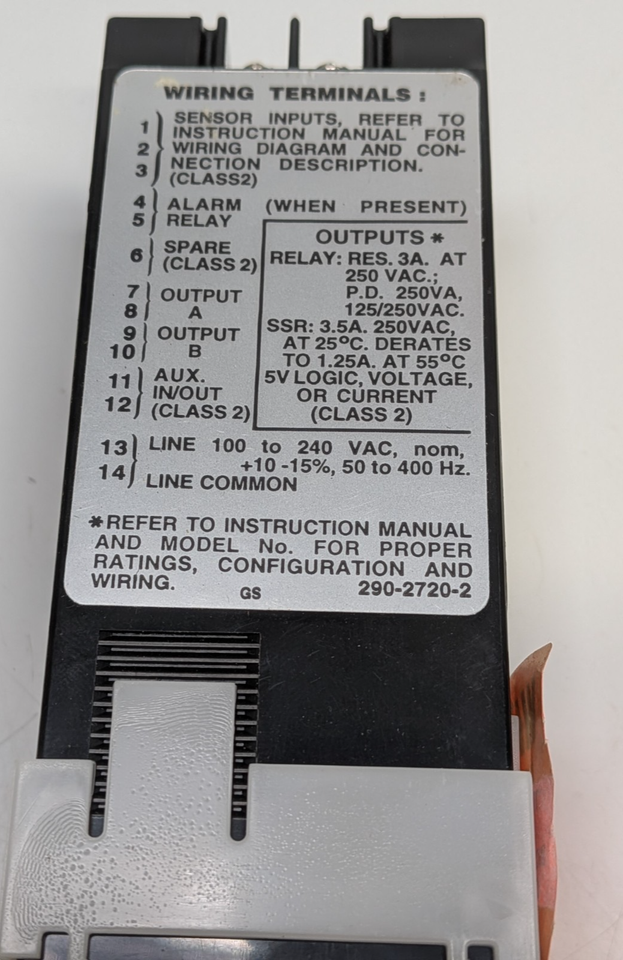 WIRING TERMINALS :
1 SENSOR INPUTS, REFER TO
INSTRUCTION MANUAL FOR
2 WIRING DIAGRAM AND CON-
3 NECTION DESCRIPTION.
(CLASS2)
4 ALARM (WHEN PRESENT)
5 RELAY
6 SPARE
(CLASS 2)
7 OUTPUT
8 A
9 OUTPUT
10 B
11 AUX.
IN/OUT
12 (CLASS 2)
OUTPUTS *
RELAY: RES. 3A. AT
250 VAC.;
P.D. 250VA,
125/250VAC.
SSR: 3.5A. 250VAC,
AT 25°C. DERATES
TO 1.25A. AT 55°C
5V LOGIC, VOLTAGE,
OR CURRENT
(CLASS 2)
13 LINE 100 to 240 VAC, nom,
+10 -15%, 50 to 400 Hz.
14 LINE COMMON
*REFER TO INSTRUCTION MANUAL
AND MODEL No. FOR PROPER
RATINGS, CONFIGURATION AND
WIRING. GS 290-2720-2